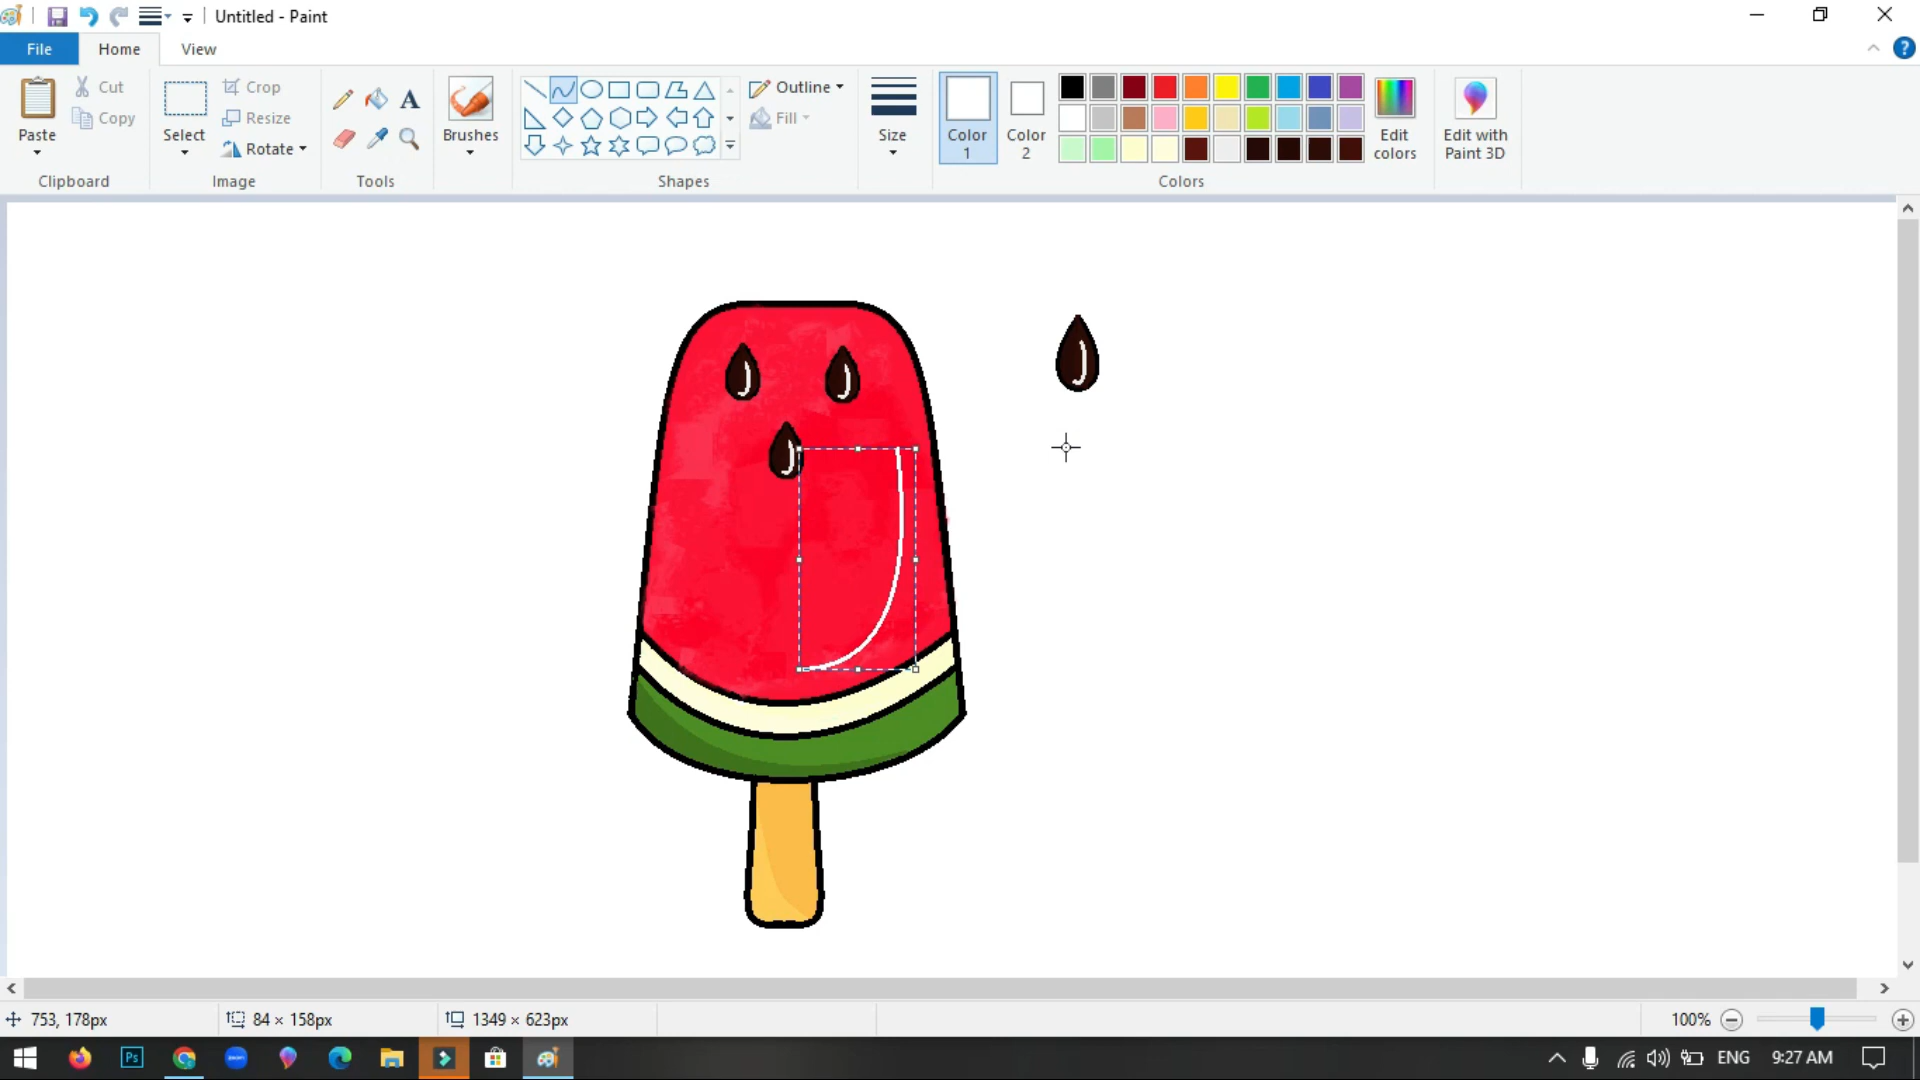 Untitled - Paint
File
Home
View
Paste
Cut
Copy
Clipboard
Select
Crop
Resize
Rotate
Image
A
Tools
Brushes
Shapes
Outline
Fill
Size
Color
1
Color
2
Colors
Edit
colors
Edit with
Paint 3D
?
753, 178px
84 × 158px
1349 × 623px
100%
Ps
zoom
ENG
9:27 AM